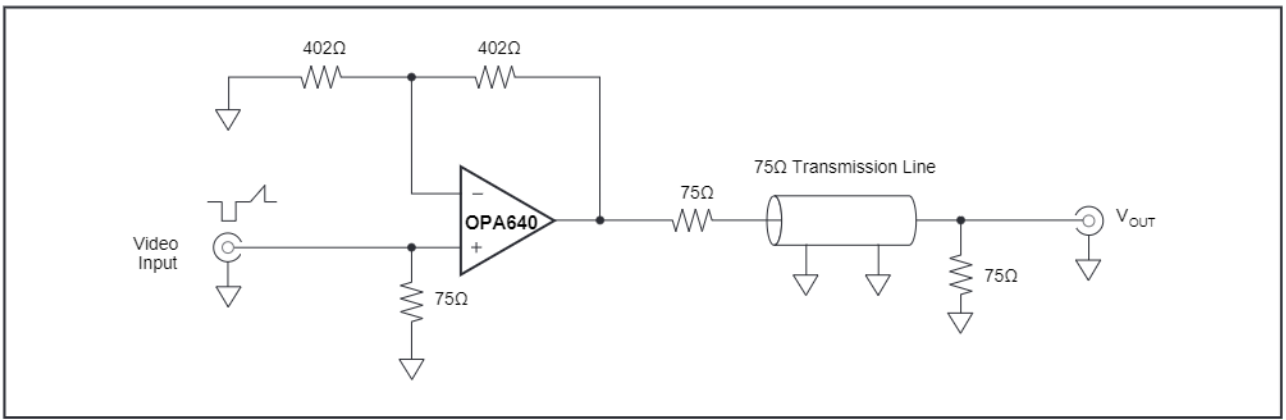 402Ω
402Ω
75Ω Transmission Line
75Ω
−
OPA640
+
Video
Input
75Ω
V_OUT
75Ω